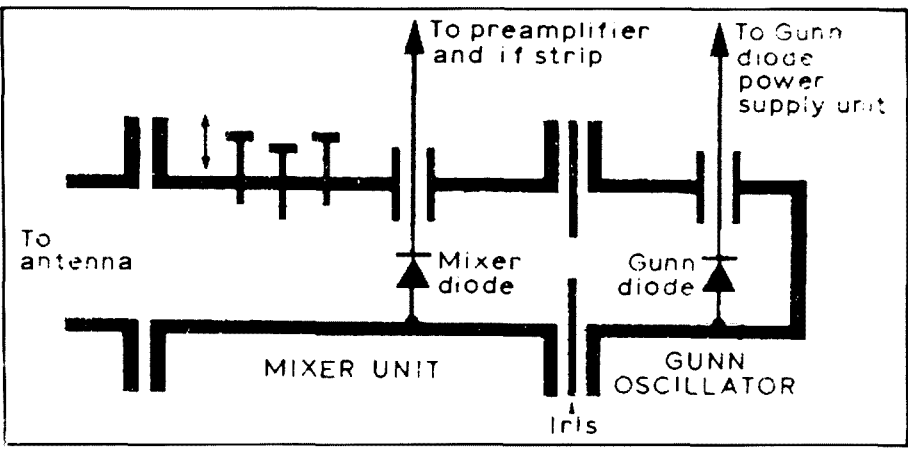 To preamplifier
and if strip
To Gunn
diode
power
supply unit
To
antenna
Mixer
diode
Gunn
diode
MIXER UNIT
GUNN
OSCILLATOR
Iris